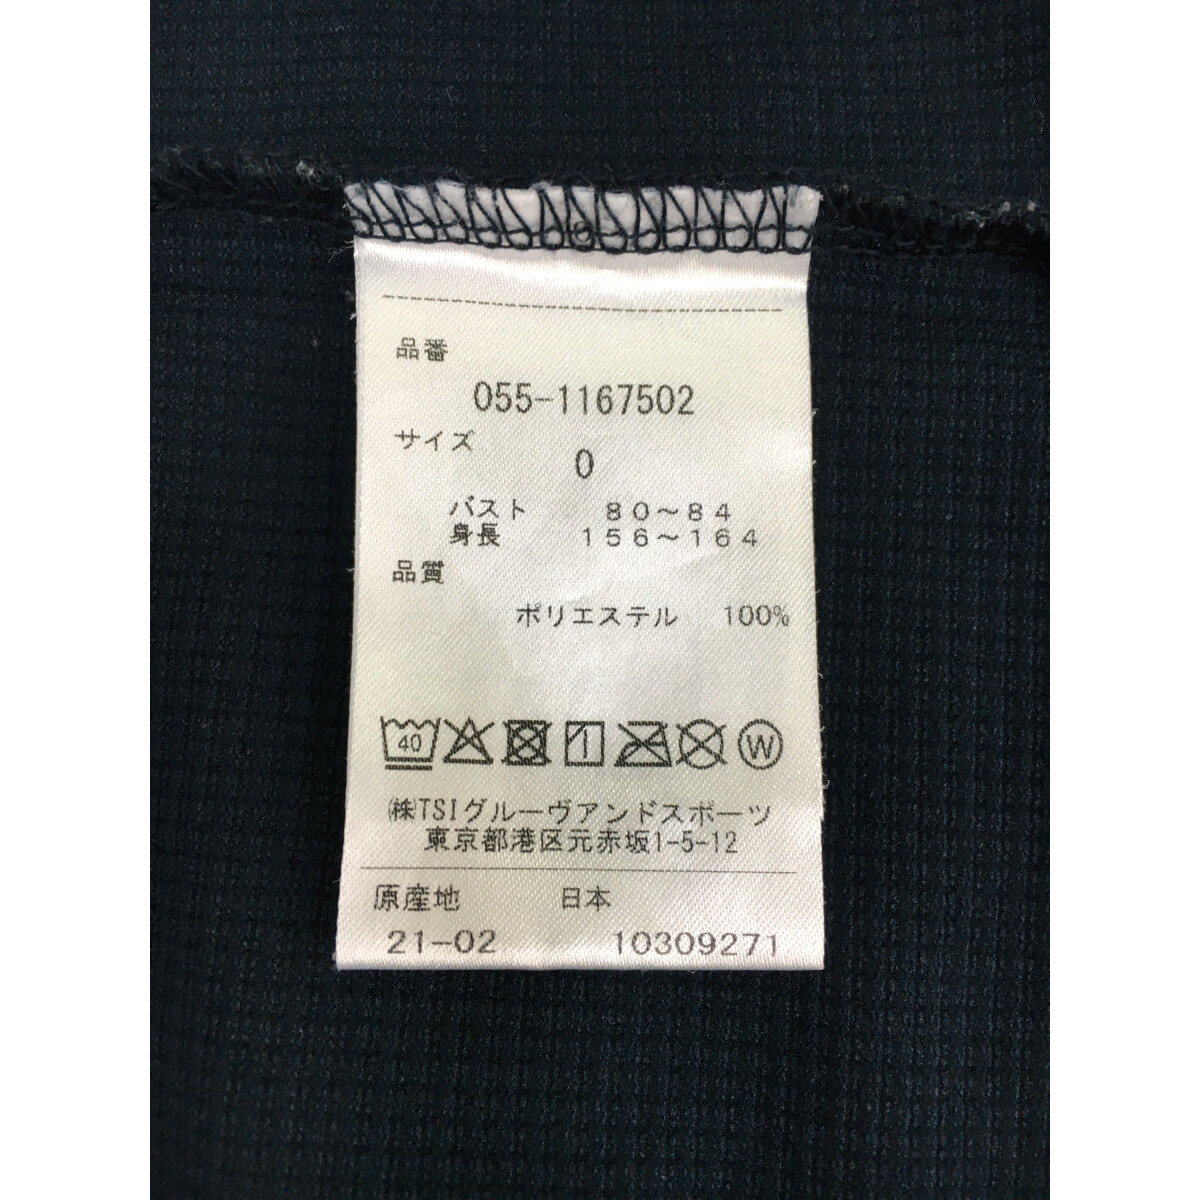 品番
055-1167502
サイズ
0
バスト 80～84
身長 156～164
品質
ポリエステル 100%
40 W
㈱TSIグルーヴアンドスポーツ
東京都港区元赤坂1-5-12
原産地 日本
21-02 10309271